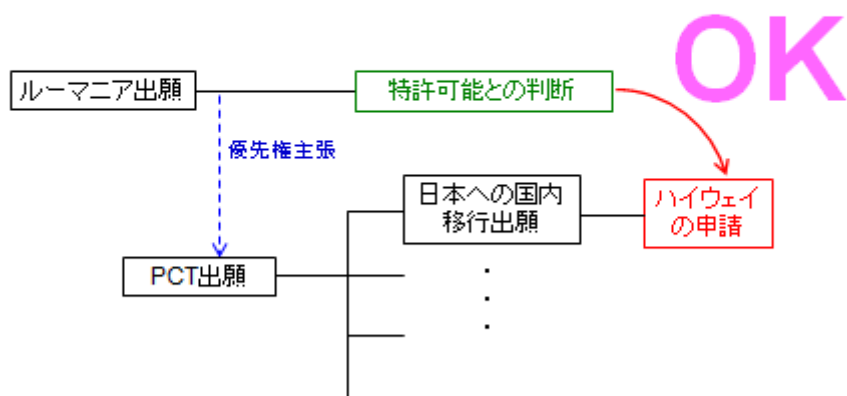 OK
ルーマニア出願
特許可能との判断
優先権主張
日本への国内
移行出願
ハイウェイ
の申請
PCT出願